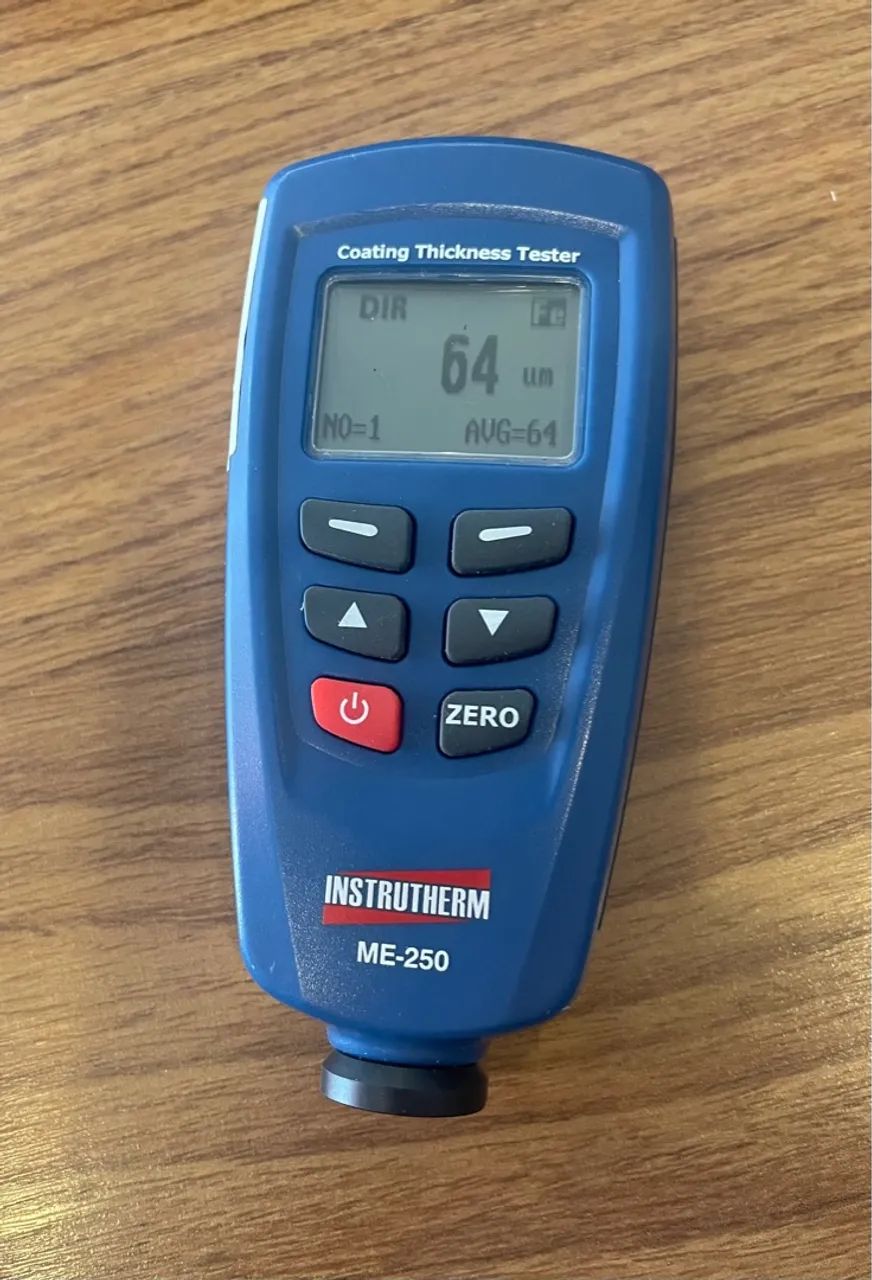 Coating Thickness Tester
DIR Fe
64 um
NO=1 AVG=64
ZERO
INSTRUTHERM
ME-250